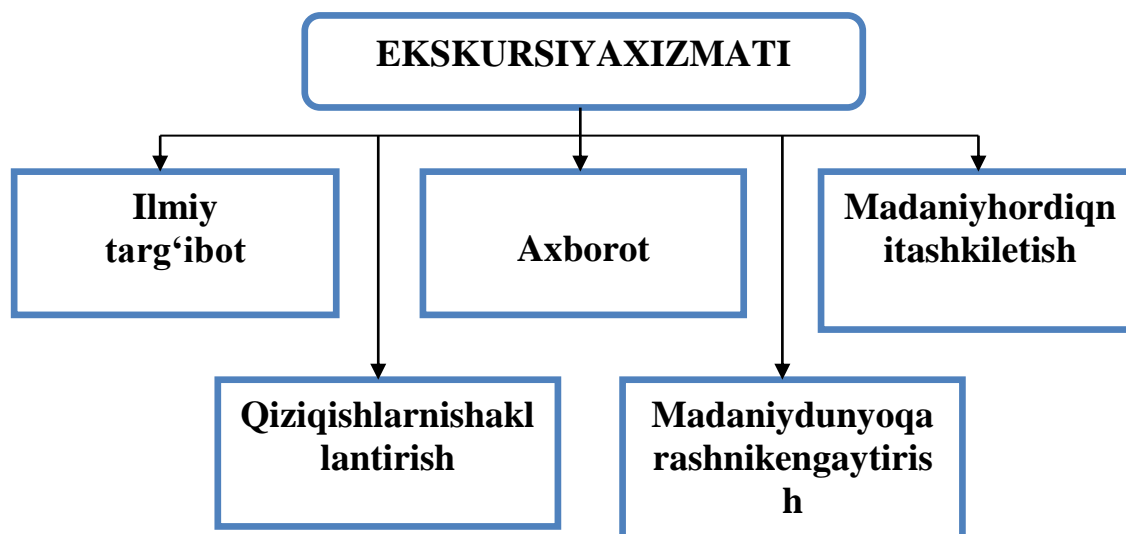 EKSKURSIYAXIZMATI
Ilmiy
targ‘ibot
Axborot
Madaniyhordiqn
itashkiletish
Qiziqishlarnishakl
lantirish
Madaniydunyoqa
rashnikengaytiris
h